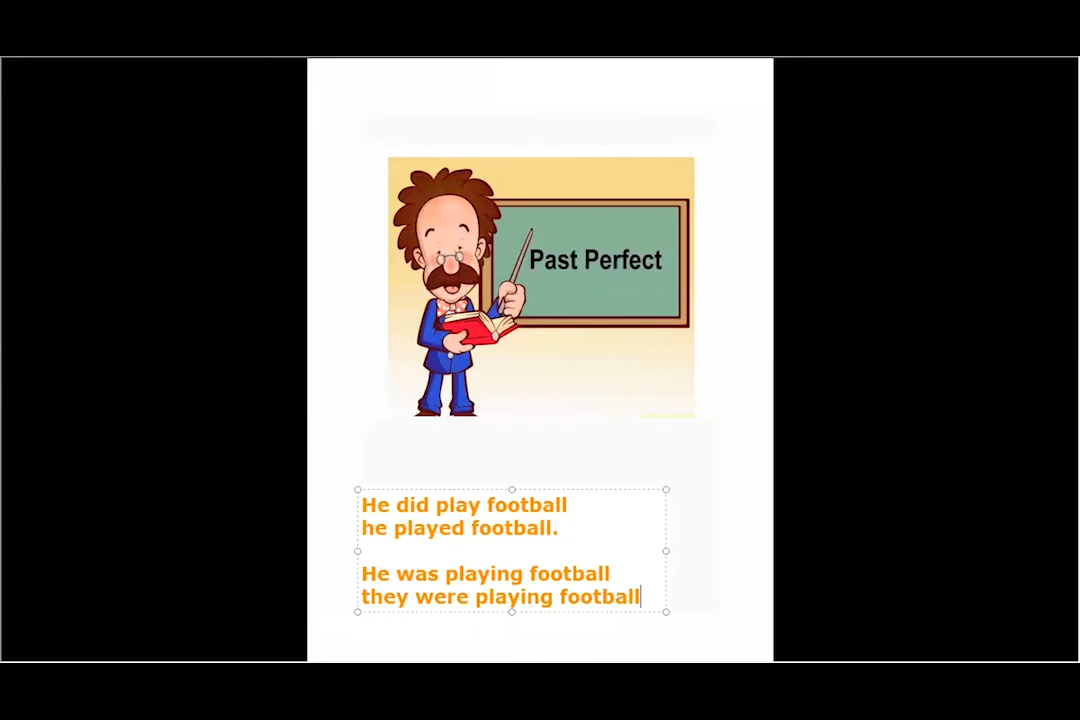 Past Perfect
He did play football
he played football.
He was playing football
they were playing football